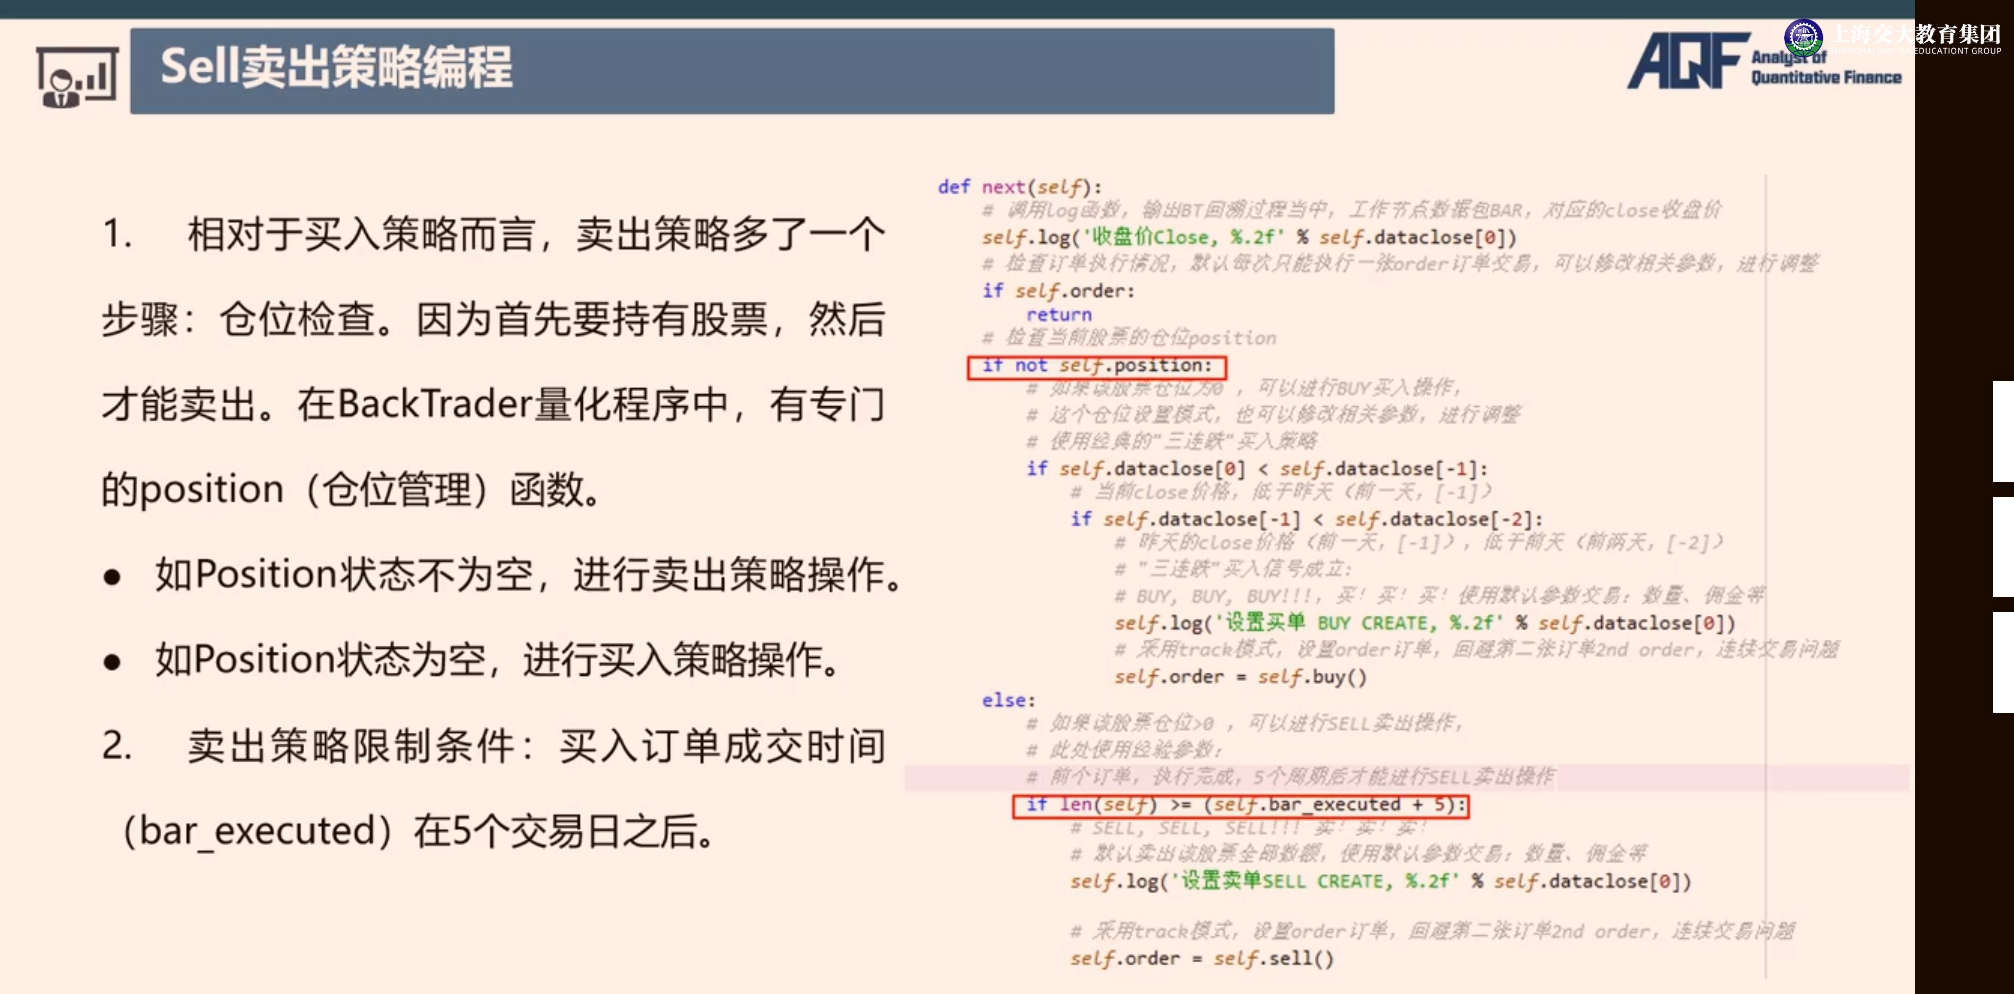 Sell卖出策略编程
AQF Analyst of
Quantitative Finance
上海交大教育集团
1. 相对于买入策略而言，卖出策略多了一个
步骤：仓位检查。因为首先要持有股票，然后
才能卖出。在BackTrader量化程序中，有专门
的position（仓位管理）函数。
● 如Position状态不为空，进行卖出策略操作。
● 如Position状态为空，进行买入策略操作。
2. 卖出策略限制条件：买入订单成交时间
（bar_executed）在5个交易日之后。
def next(self):
# 调用log函数，输出BT回溯过程当中，工作节点数据包BAR，对应的close收盘价
self.log('收盘价Close, %.2f' % self.dataclose[0])
# 检查订单执行情况，默认每次只能执行一张order订单交易，可以修改相关参数，进行调整
if self.order:
return
# 检查当前股票的仓位position
if not self.position:
# 如果该股票仓位为0 ，可以进行BUY买入操作，
# 这个仓位设置模式，也可以修改相关参数，进行调整
# 使用经典的"三连跌"买入策略
if self.dataclose[0] < self.dataclose[-1]:
# 当前close价格，低于昨天（前一天，[-1]）
if self.dataclose[-1] < self.dataclose[-2]:
# 昨天的close价格（前一天，[-1]），低于前天（前两天，[-2]）
# "三连跌"买入信号成立：
# BUY, BUY, BUY!!!，买！买！买！使用默认参数交易：数量、佣金等
self.log('设置买单 BUY CREATE, %.2f' % self.dataclose[0])
# 采用track模式，设置order订单，回避第二张订单2nd order，连续交易问题
self.order = self.buy()
else:
# 如果该股票仓位>0 ，可以进行SELL卖出操作，
# 此处使用经验参数：
# 前个订单，执行完成，5个周期后才能进行SELL卖出操作
if len(self) >= (self.bar_executed + 5):
# SELL, SELL, SELL!!! 卖！卖！卖！
# 默认卖出该股票全部数额，使用默认参数交易：数量、佣金等
self.log('设置卖单SELL CREATE, %.2f' % self.dataclose[0])
# 采用track模式，设置order订单，回避第二张订单2nd order，连续交易问题
self.order = self.sell()